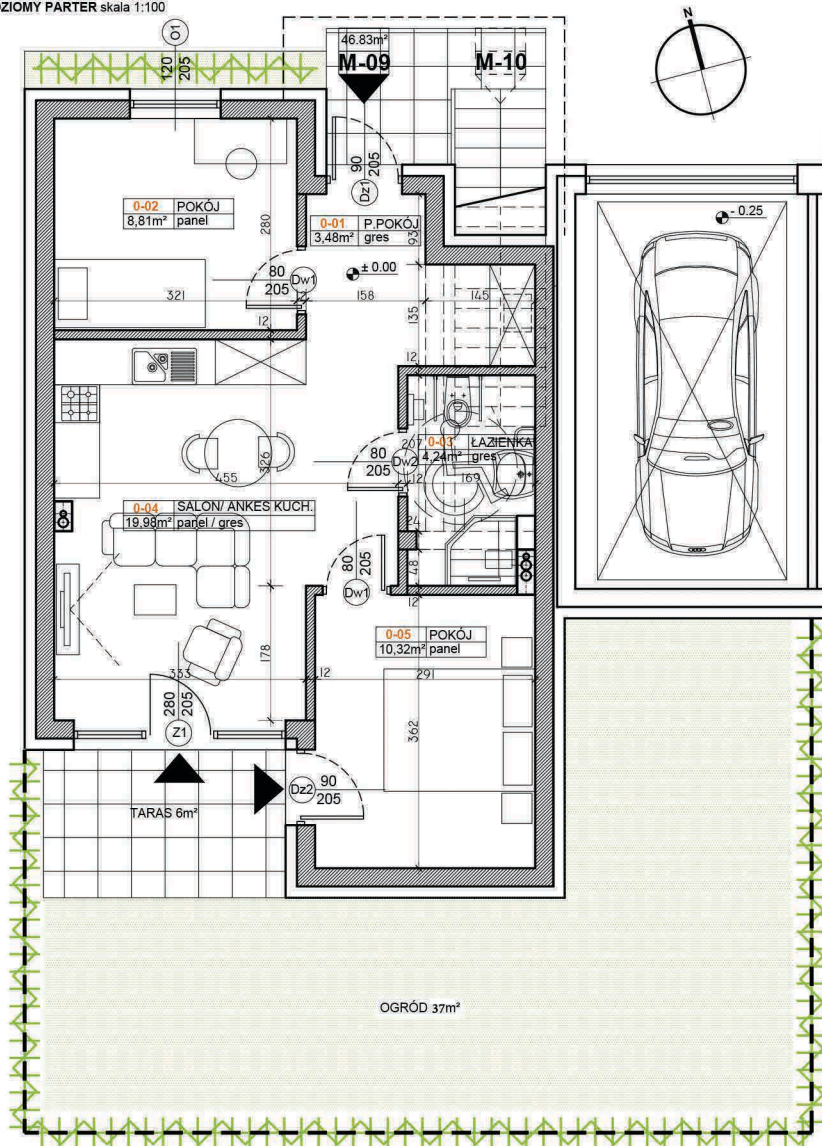 ZIOMY PARTER skala 1:100
O1
120
205
46.83m²
M-09
M-10
N
90
205
Dz1
- 0.25
0-02 POKÓJ
8,81m² panel
280
0-01 P.POKÓJ
3,48m² gres
93
80
205
Dw1
± 0.00
321
12
158
145
135
12
12
207
0-03 ŁAZIENKA
4,24m² gres
80
205
Dw2
12
169
326
455
0-04 SALON/ ANKES KUCH.
19,98m² panel / gres
24
48
80
205
Dw1
12
0-05 POKÓJ
10,32m² panel
178
333
12
291
280
205
Z1
362
Dz2
90
205
TARAS 6m²
OGRÓD 37m²